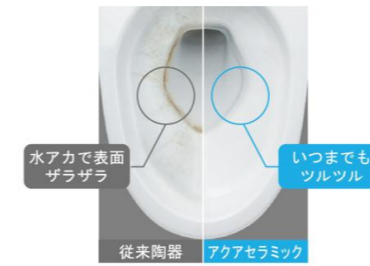 水アカで表面
ザラザラ
いつまでも
ツルツル
従来陶器
アクアセラミック